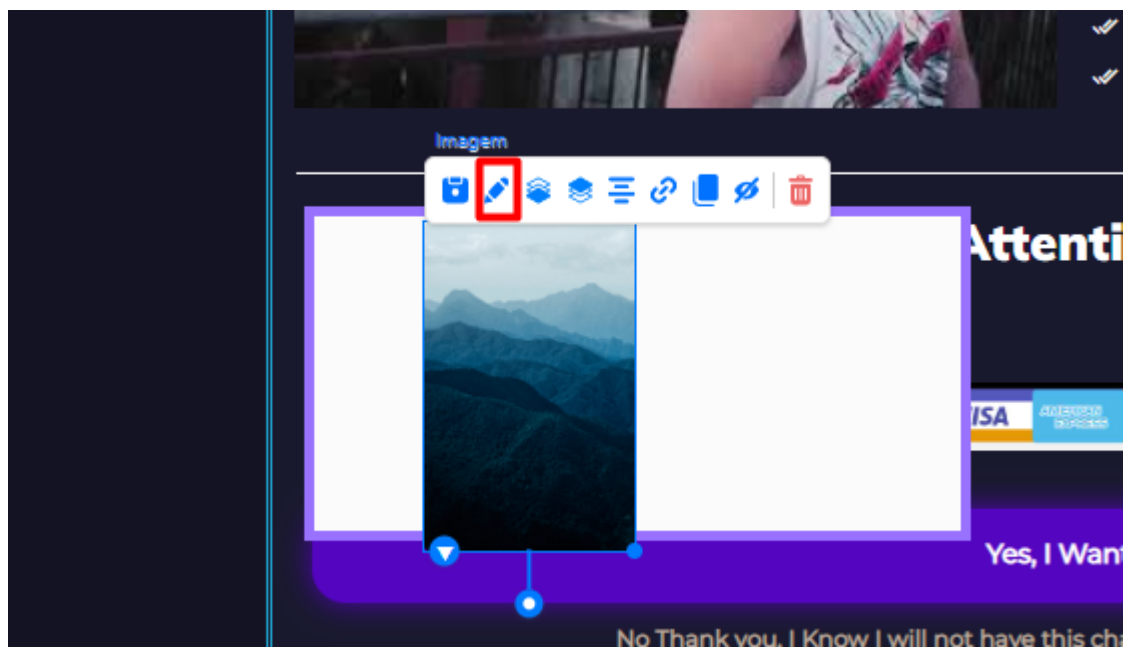 Imagem
Attenti
VISA
AMERICAN
EXPRESS
Yes, I Want
No Thank you, I Know I will not have this cha